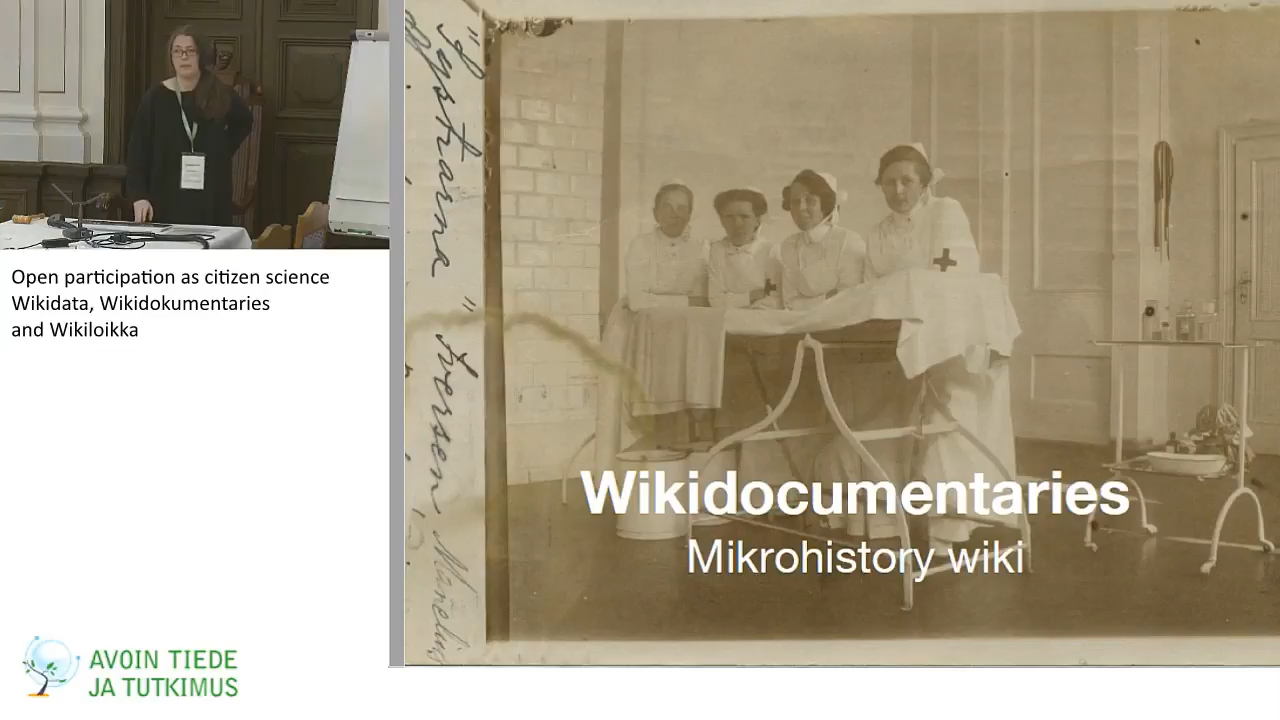 Open participation as citizen science
Wikidata, Wikidokumentaries
and Wikiloikka
AVOIN TIEDE
JA TUTKIMUS
Wikidocumentaries
Mikrohistory wiki